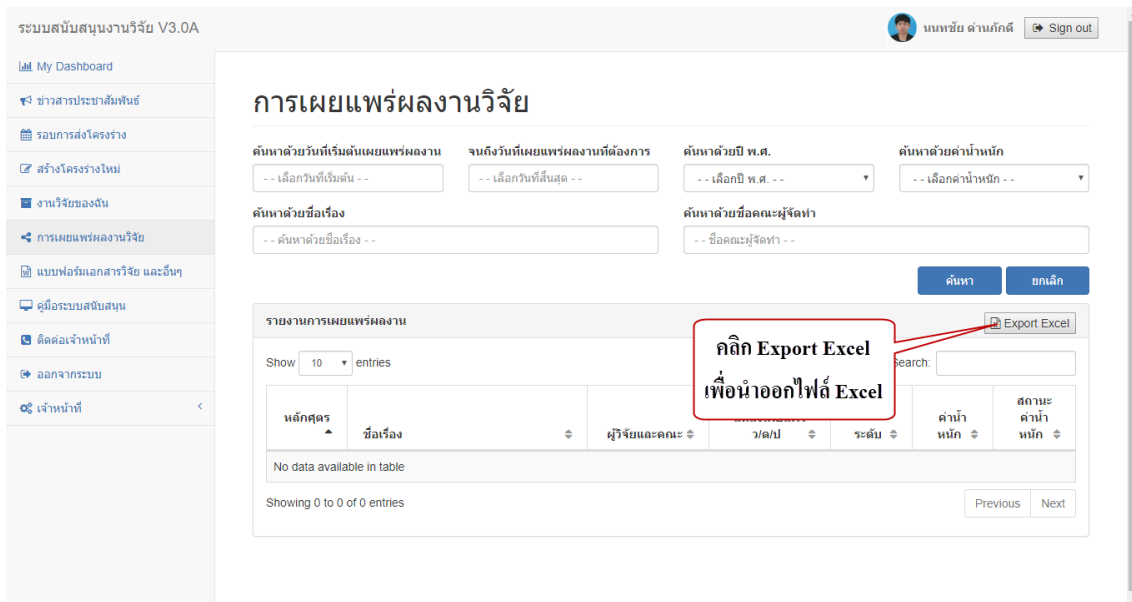 ระบบสนับสนุนงานวิจัย V3.0A
นนทชัย ด่านภักดี
Sign out
My Dashboard
ข่าวสารประชาสัมพันธ์
รอบการส่งโครงร่าง
สร้างโครงร่างใหม่
งานวิจัยของฉัน
การเผยแพร่ผลงานวิจัย
แบบฟอร์มเอกสารวิจัย และอื่นๆ
คู่มือระบบสนับสนุน
ติดต่อเจ้าหน้าที่
ออกจากระบบ
เจ้าหน้าที่
การเผยแพร่ผลงานวิจัย
ค้นหาด้วยวันที่เริ่มต้นเผยแพร่ผลงาน จนถึงวันที่เผยแพร่ผลงานที่ต้องการ ค้นหาด้วยปี พ.ศ. ค้นหาด้วยค่าน้ำหนัก
- - เลือกวันที่เริ่มต้น - - - - เลือกวันที่สิ้นสุด - - - - เลือกปี พ.ศ. - - - - เลือกค่าน้ำหนัก - -
ค้นหาด้วยชื่อเรื่อง ค้นหาด้วยชื่อคณะผู้จัดทำ
- - ค้นหาด้วยชื่อเรื่อง - - - - ชื่อคณะผู้จัดทำ - -
ค้นหา ยกเลิก
รายงานการเผยแพร่ผลงาน
Export Excel
คลิก Export Excel
เพื่อนำออกไฟล์ Excel
Show 10 entries
Search:
หลักสูตร
ชื่อเรื่อง
ผู้วิจัยและคณะ
ว/ด/ป
ระดับ
ค่าน้ำ
หนัก
สถานะ
ค่าน้ำ
หนัก
No data available in table
Showing 0 to 0 of 0 entries
Previous Next